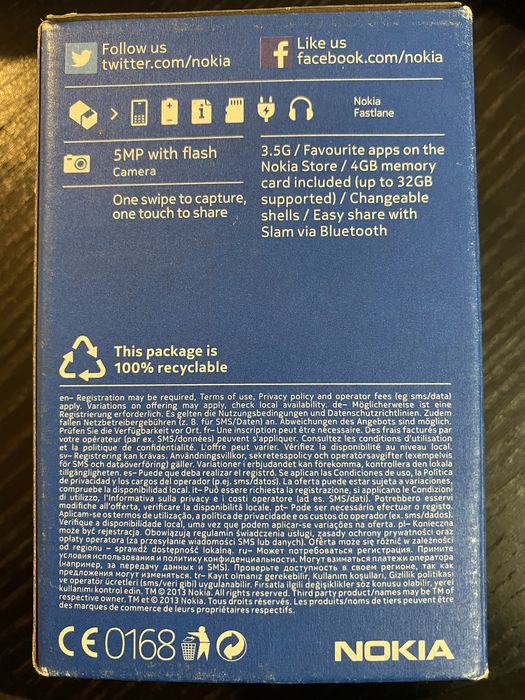 Follow us
twitter.com/nokia
Like us
facebook.com/nokia
Nokia
Fastlane
5MP with flash
Camera
One swipe to capture,
one touch to share
3.5G / Favourite apps on the
Nokia Store / 4GB memory
card included (up to 32GB
supported) / Changeable
shells / Easy share with
Slam via Bluetooth
This package is
100% recyclable
en– Registration may be required, Terms of use, Privacy policy and operator fees (eg sms/data)
apply. Variations on offering may apply, check local availability. de– Möglicherweise ist eine
Registrierung erforderlich. Es gelten die Nutzungsbedingungen und Datenschutzrichtlinien. Zudem
fallen Netzbetreibergebühren (z. B. für SMS/Daten) an. Abweichungen des Angebots sind möglich.
Prüfen Sie die Verfügbarkeit vor Ort. fr– Une inscription peut être nécessaire. Des frais facturés par
votre opérateur (par ex. SMS/données) peuvent s'appliquer. Consultez les conditions d'utilisation
et la politique de confidentialité. L'offre peut varier. Vérifiez la disponibilité au niveau local.
sv– Registrering kan krävas. Användningsvillkor, sekretesspolicy och operatörsavgifter (exempelvis
för SMS och dataöverföring) gäller. Variationer i erbjudandet kan förekomma, kontrollera den lokala
tillgängligheten. es– Puede que deba realizar el registro. Se aplican las Condiciones de uso, la Política
de privacidad y los cargos del operador (p.ej. sms/datos). La oferta puede estar sujeta a variaciones,
compruebe la disponibilidad local. it– Può essere richiesta la registrazione, si applicano le Condizioni
di utilizzo, l'Informativa sulla privacy e i costi operatore (ad es. SMS/dati). Potrebbero esservi
modifiche all'offerta, verificare la disponibilità locale. pt– Pode ser necessário efectuar o registo.
Aplicam-se os termos de utilização, a política de privacidade e os custos do operador (ex. sms/dados).
Verifique a disponibilidade local, uma vez que podem aplicar-se variações na oferta. pl– Konieczna
może być rejestracja. Obowiązują regulamin świadczenia usługi, zasady ochrony prywatności oraz
opłaty operatora (za przesyłanie wiadomości SMS lub danych). Oferta może się różnić w zależności
od regionu – sprawdź dostępność lokalną. ru– Может потребоваться регистрация. Примите
условия использования и политику конфиденциальности. Могут взиматься платежи оператора
(например, за передачу данных и SMS). Проверьте доступность в своем регионе, так как
предложения могут изменяться. tr– Kayıt olmanız gerekebilir, Kullanım koşulları, Gizlilik politikası
ve operatör ücretleri (sms/veri gibi) uygulanabilir. Fırsatla ilgili değişiklikler söz konusu olabilir, yerel
kullanımı kontrol edin. TM © 2013 Nokia. All rights reserved. Third party product/names may be TM of
respective owner. TM et © 2013 Nokia. Tous droits réservés. Les produits/noms de tiers peuvent être
des marques de commerce de leurs propriétaires respectifs.
CE0168
NOKIA